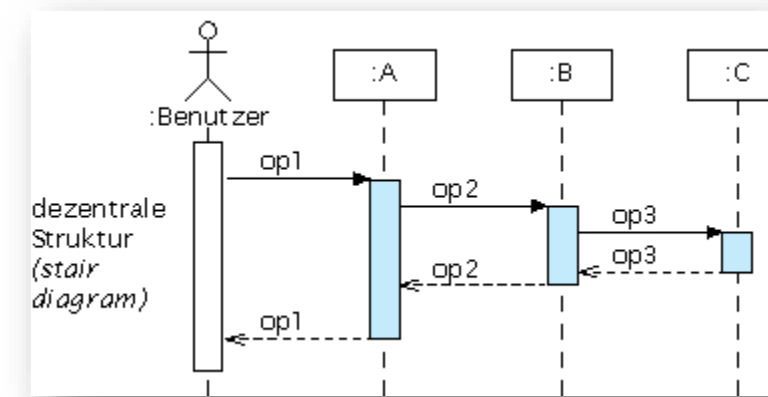 :A
:B
:C
:Benutzer
op1
op2
op3
dezentrale
Struktur
(stair
diagram)
op3
op2
op1